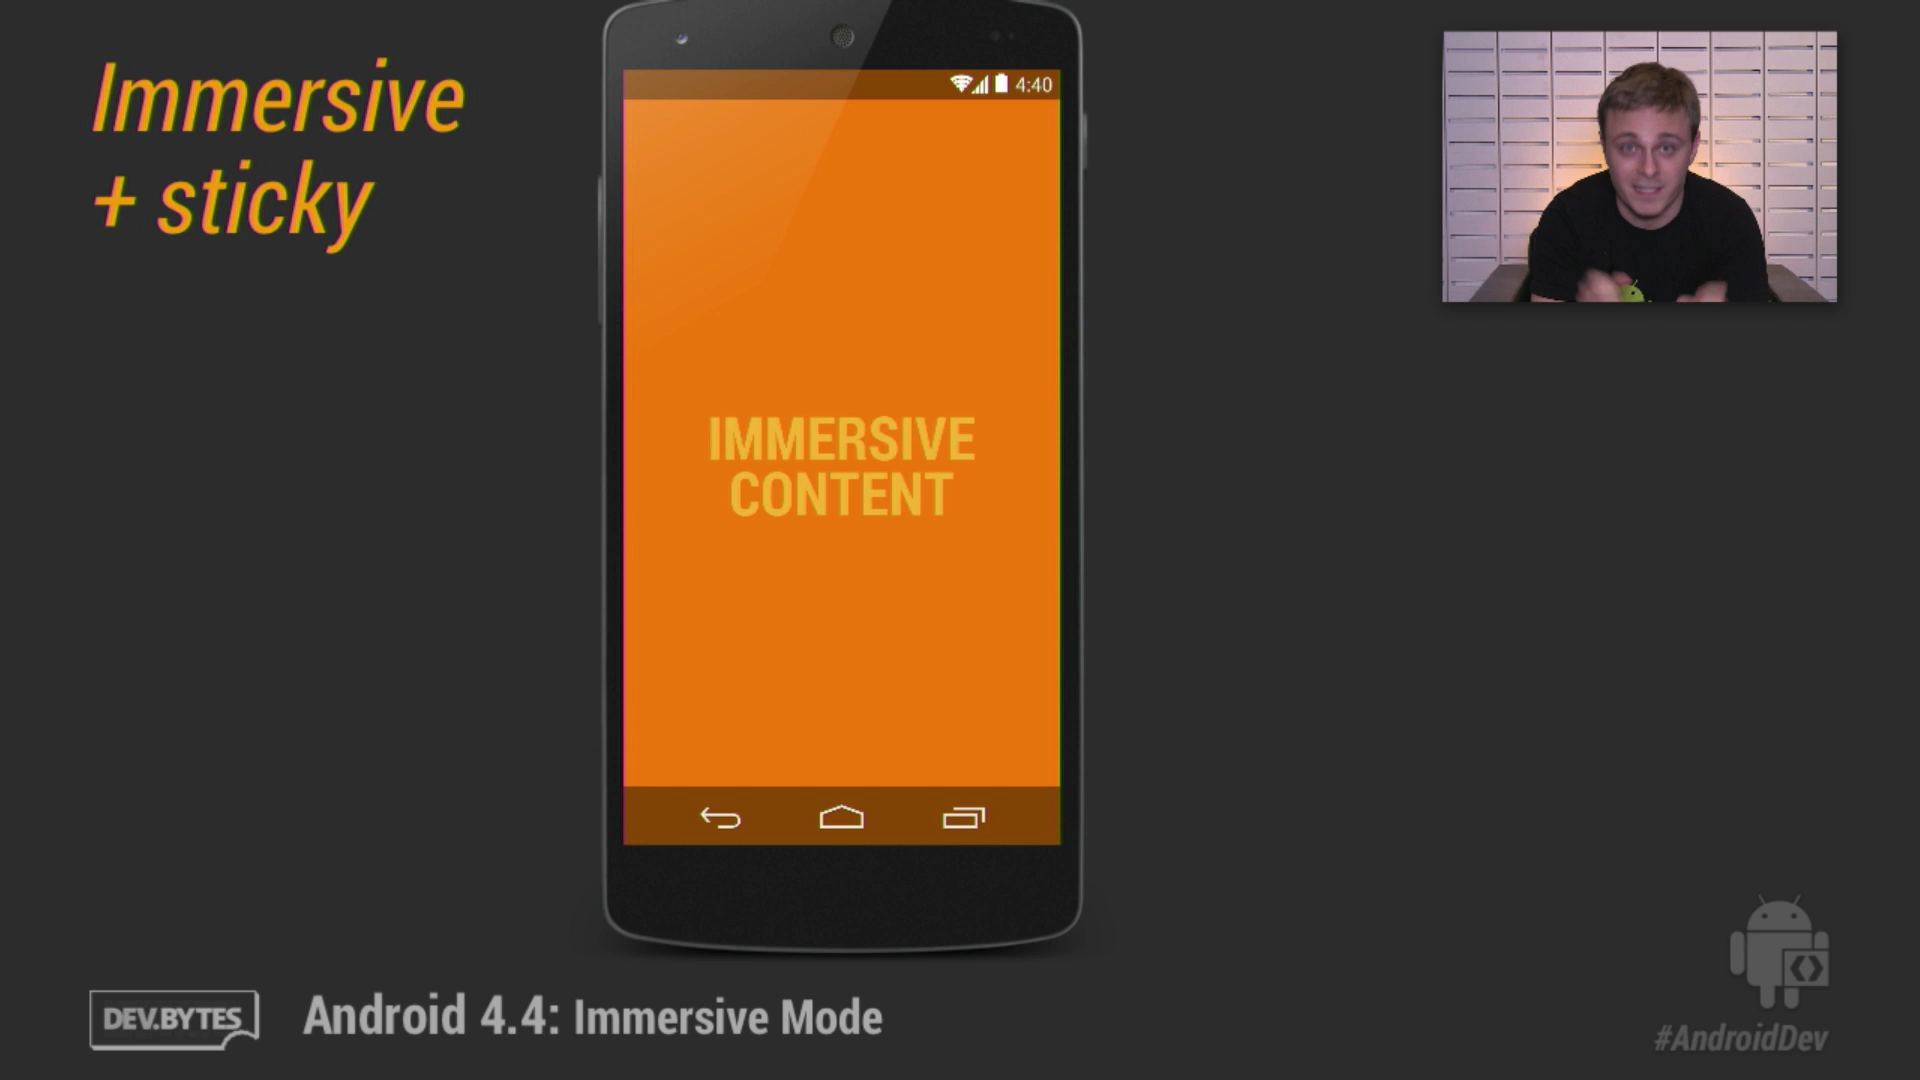 Immersive
+ sticky
4:40
IMMERSIVE
CONTENT
DEV.BYTES
Android 4.4: Immersive Mode
#AndroidDev